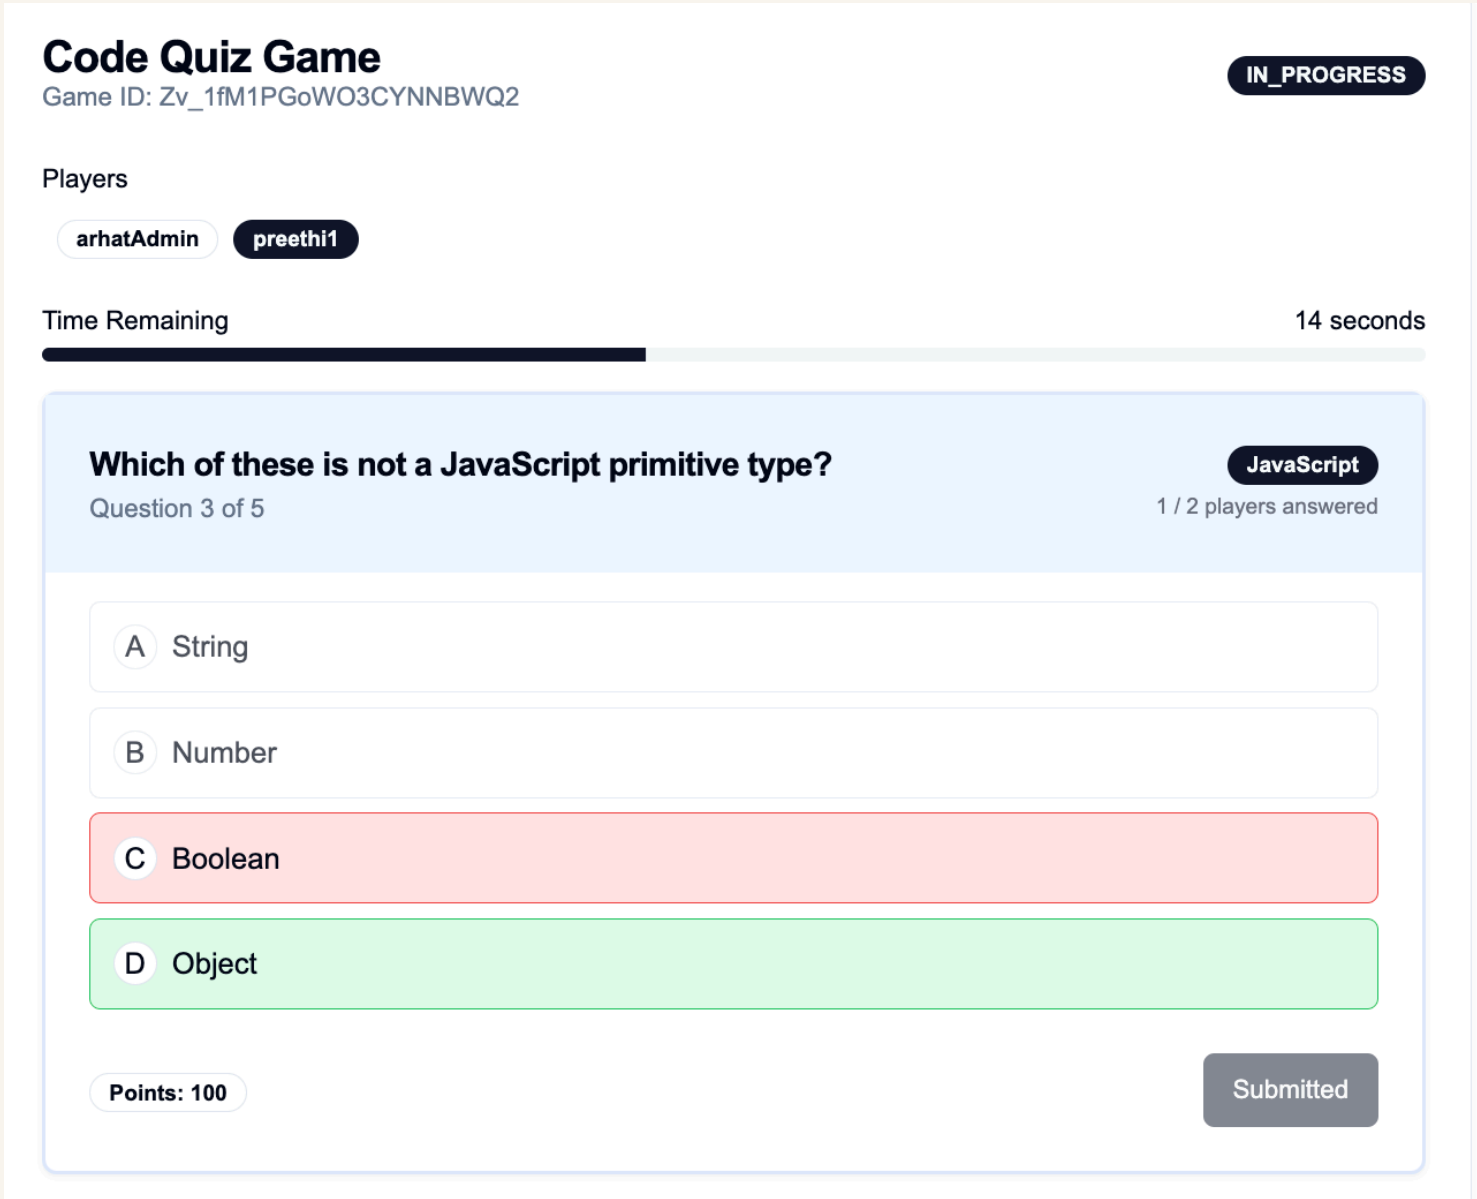 Code Quiz Game
Game ID: Zv_1fM1PGoWO3CYNNBWQ2
IN_PROGRESS
Players
arhatAdmin preethi1
Time Remaining 14 seconds
Which of these is not a JavaScript primitive type?
JavaScript
Question 3 of 5
1 / 2 players answered
A String
B Number
C Boolean
D Object
Points: 100
Submitted